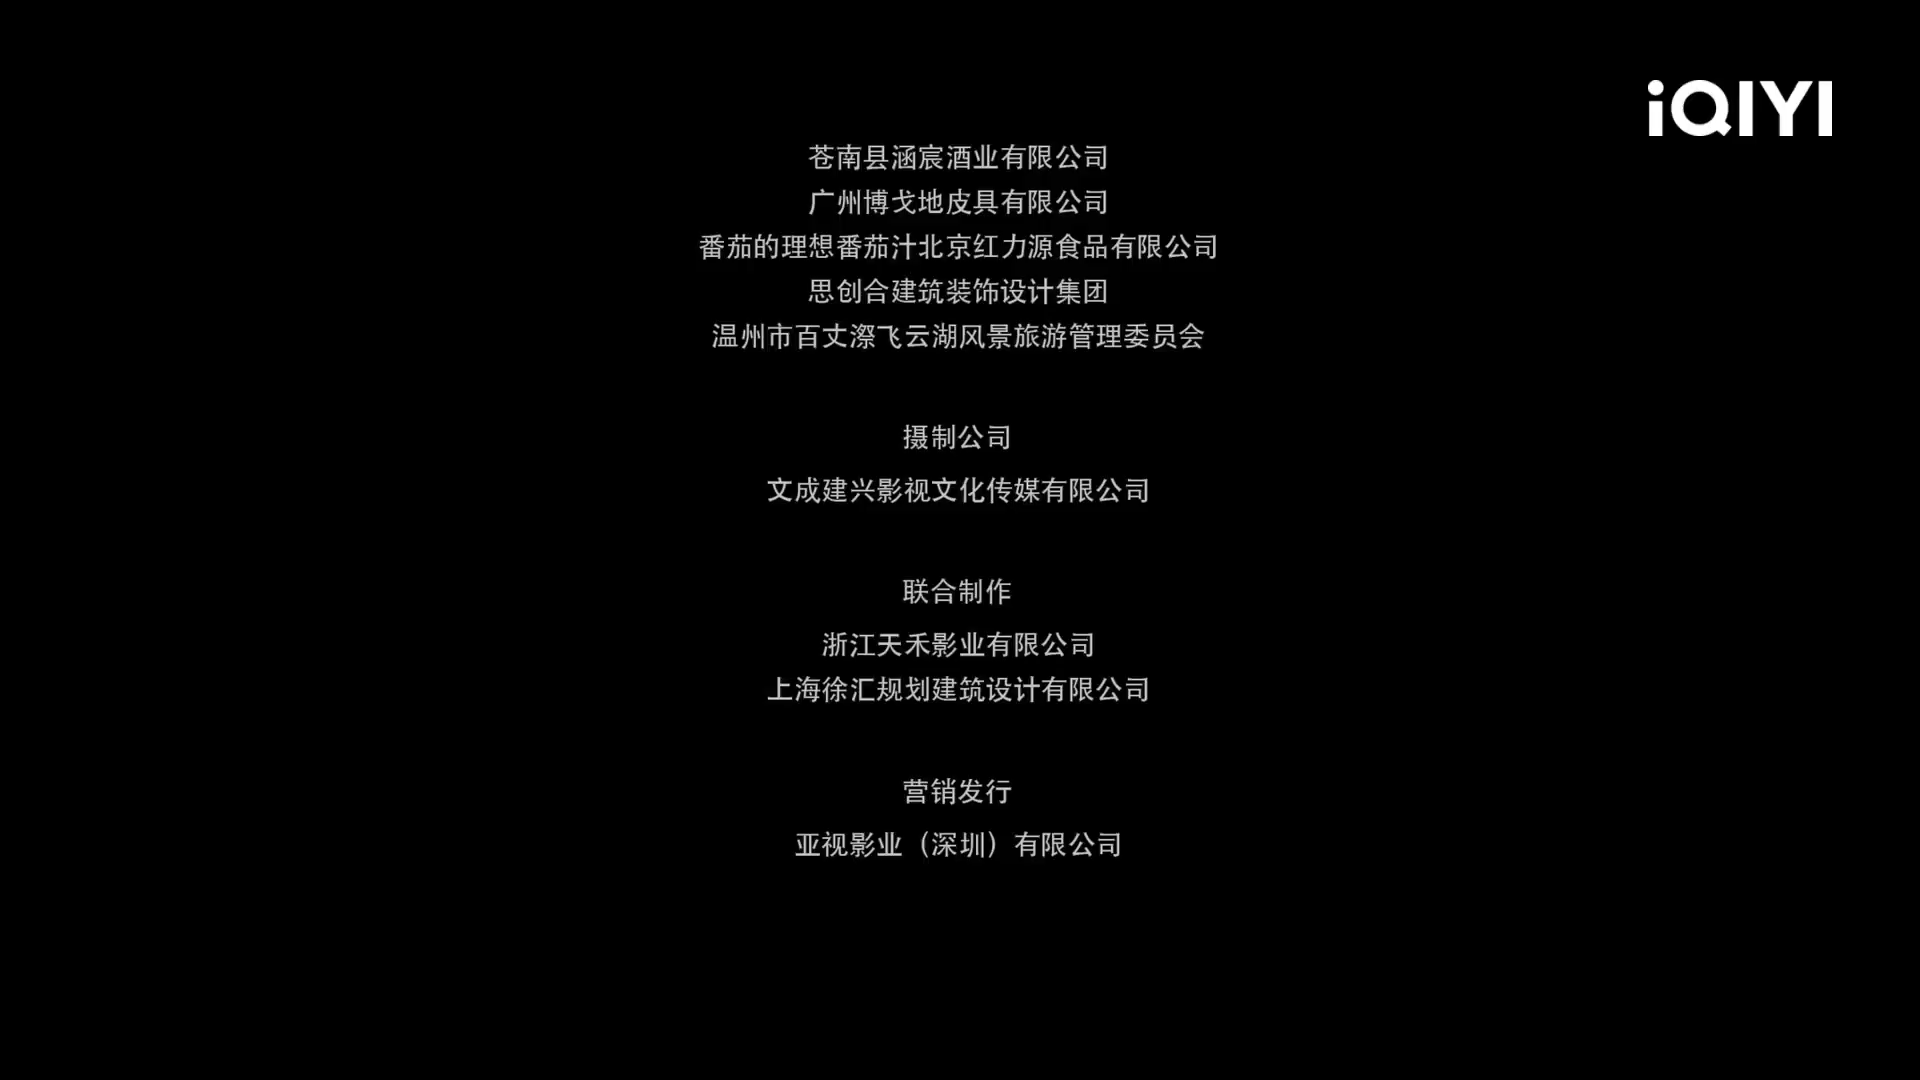 iQIYI
苍南县涵宸酒业有限公司
广州博戈地皮具有限公司
番茄的理想番茄汁北京红力源食品有限公司
思创合建筑装饰设计集团
温州市百丈漈飞云湖风景旅游管理委员会
摄制公司
文成建兴影视文化传媒有限公司
联合制作
浙江天禾影业有限公司
上海徐汇规划建筑设计有限公司
营销发行
亚视影业（深圳）有限公司